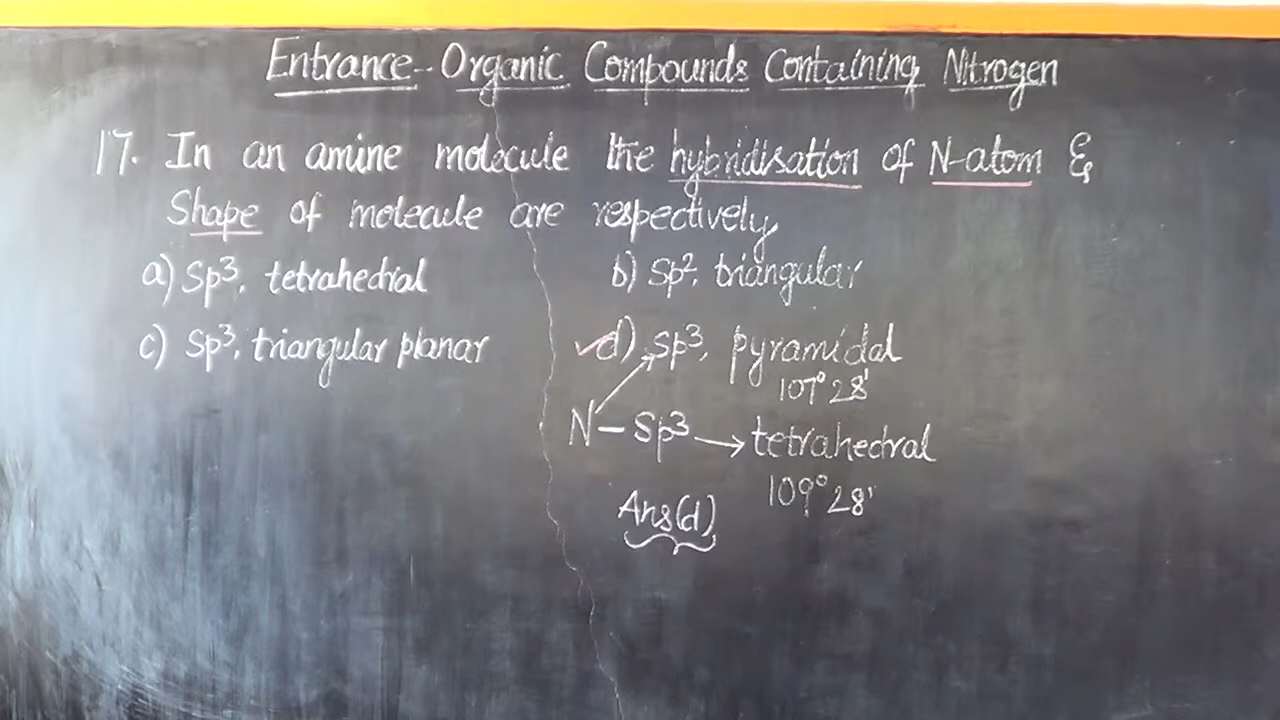 Entrance-Organic Compounds Containing Nitrogen
17. In an amine molecule the hybridisation of N-atom &
Shape of molecule are respectively
a) Sp³, tetrahedral b) Sp², triangular
c) Sp³, triangular planar d) Sp³, pyramidal
107° 28'
N - Sp³ → tetrahedral
109° 28'
Ans(d)